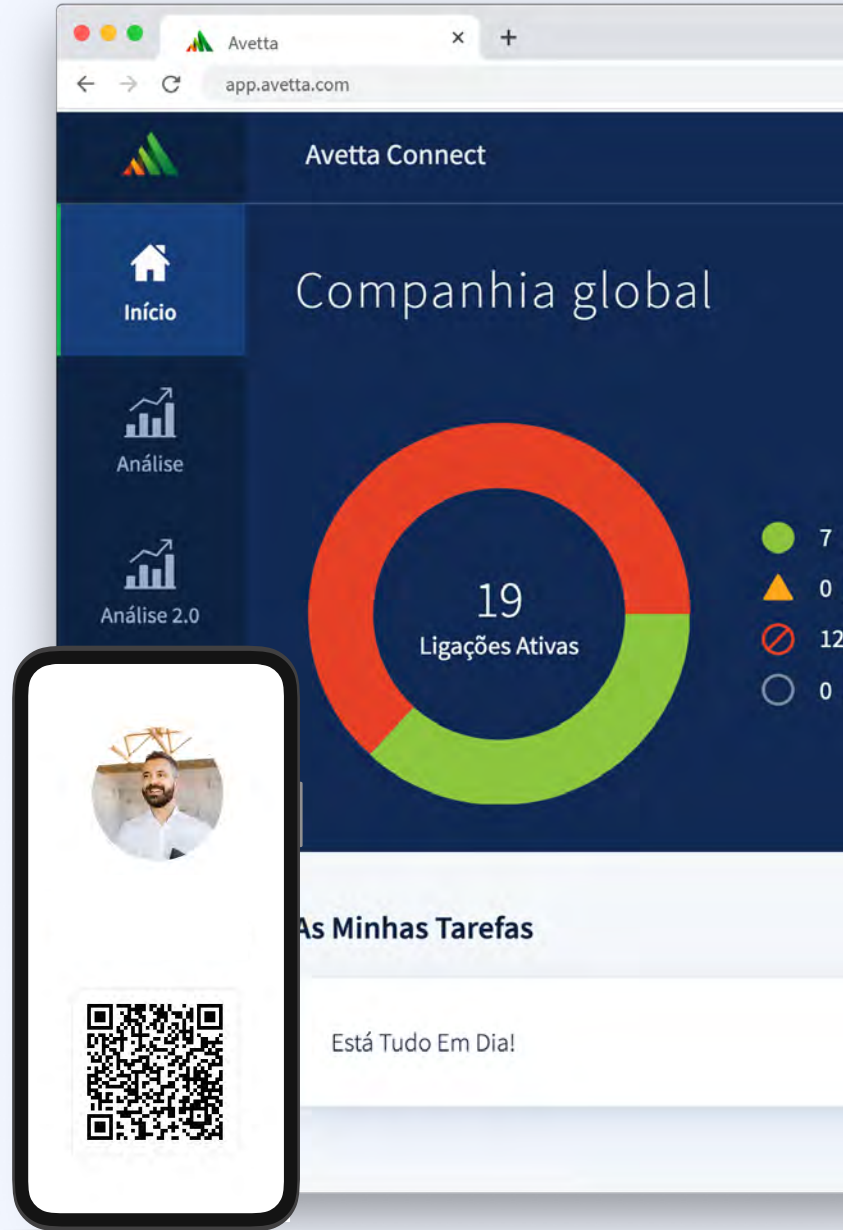 Avetta
app.avetta.com
Avetta Connect
Início
Companhia global
Análise
Análise 2.0
19
Ligações Ativas
7
0
12
0
As Minhas Tarefas
Está Tudo Em Dia!